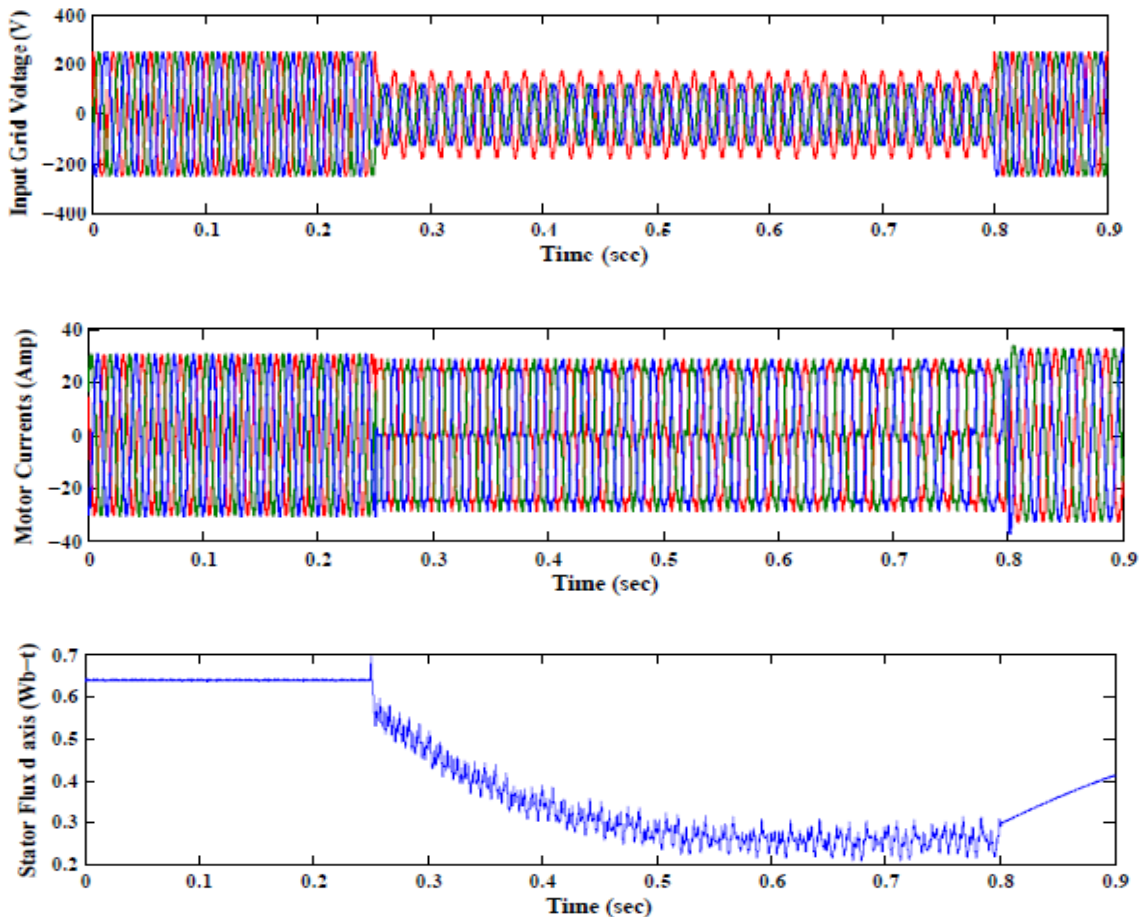 400
200
0
−200
−400
Input Grid Voltage (V)
0 0.1 0.2 0.3 0.4 0.5 0.6 0.7 0.8 0.9
Time (sec)
40
20
0
−20
−40
Motor Currents (Amp)
0 0.1 0.2 0.3 0.4 0.5 0.6 0.7 0.8 0.9
Time (sec)
0.7
0.6
0.5
0.4
0.3
0.2
Stator Flux d axis (Wb−t)
0 0.1 0.2 0.3 0.4 0.5 0.6 0.7 0.8 0.9
Time (sec)